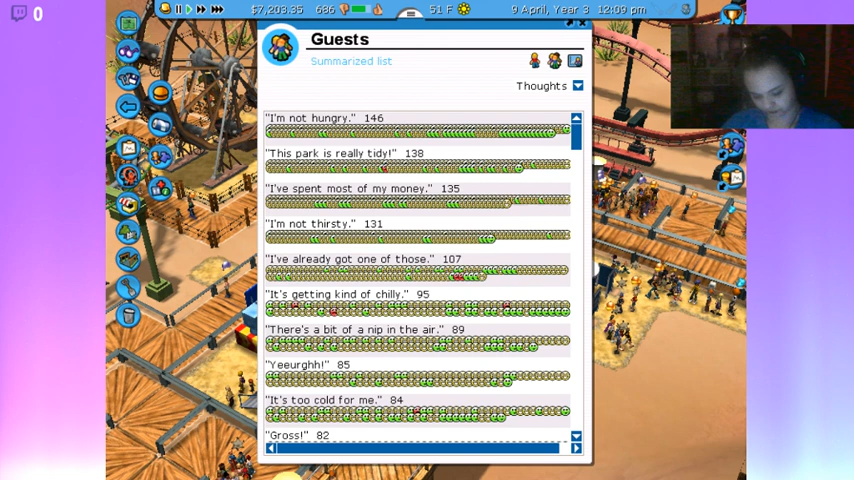 0
$7,203.35
686
51 F
9 April, Year 3 12:09 pm
Guests
Summarized list
Thoughts
"I'm not hungry." 146
"This park is really tidy!" 138
"I've spent most of my money." 135
"I'm not thirsty." 131
"I've already got one of those." 107
"It's getting kind of chilly." 95
"There's a bit of a nip in the air." 89
"Yeeurghh!" 85
"It's too cold for me." 84
"Gross!" 82